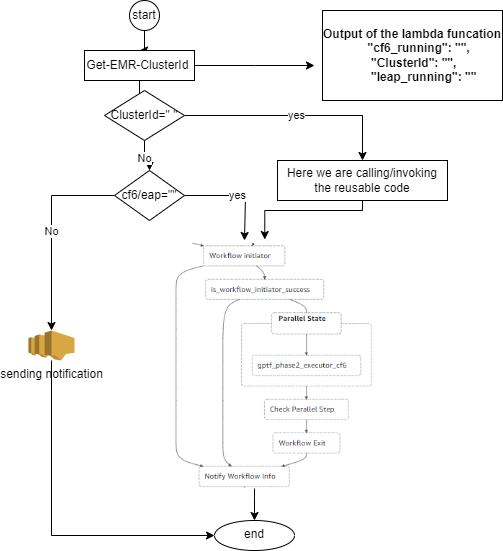 start
Output of the lambda funcation
"cf6_running": "",
"ClusterId": "",
"leap_running": ""
Get-EMR-ClusterId
ClusterId=" "
yes
No
Here we are calling/invoking
the reusable code
cf6/eap=""
yes
No
Workflow initiator
is_workflow_initiator_success
Parallel State
gptf_phase2_executor_cf6
sending notification
Check Parallel Step
Workflow Exit
Notify Workflow Info
end